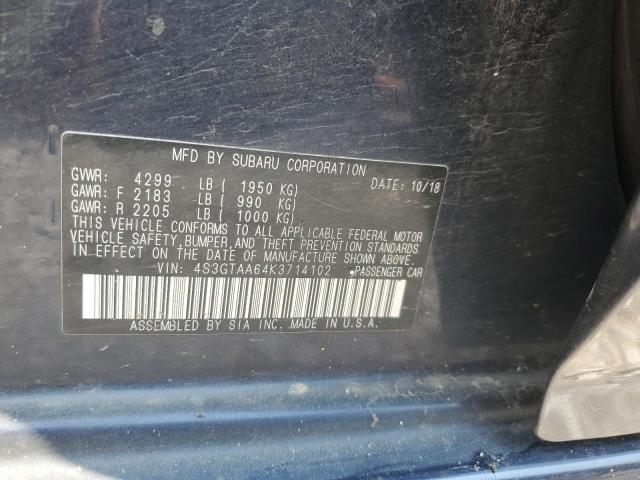 MFD BY SUBARU CORPORATION
GVWR: 4299 LB ( 1950 KG) DATE: 10/18
GAWR: F 2183 LB ( 990 KG)
GAWR: R 2205 LB ( 1000 KG)
THIS VEHICLE CONFORMS TO ALL APPLICABLE FEDERAL MOTOR
VEHICLE SAFETY, BUMPER, AND THEFT PREVENTION STANDARDS
IN EFFECT ON THE DATE OF MANUFACTURE SHOWN ABOVE.
VIN: 4S3GTAA64K3714102 PASSENGER CAR
ASSEMBLED BY SIA INC. MADE IN U.S.A.